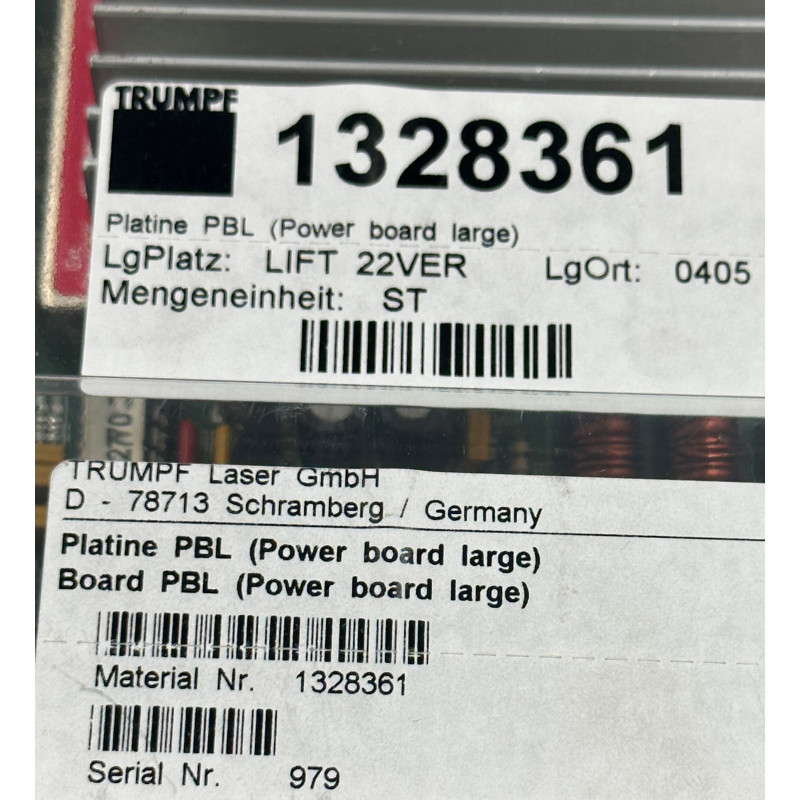 TRUMPF
1328361
Platine PBL (Power board large)
LgPlatz: LIFT 22VER LgOrt: 0405
Mengeneinheit: ST
TRUMPF Laser GmbH
D - 78713 Schramberg / Germany
Platine PBL (Power board large)
Board PBL (Power board large)
Material Nr. 1328361
Serial Nr. 979